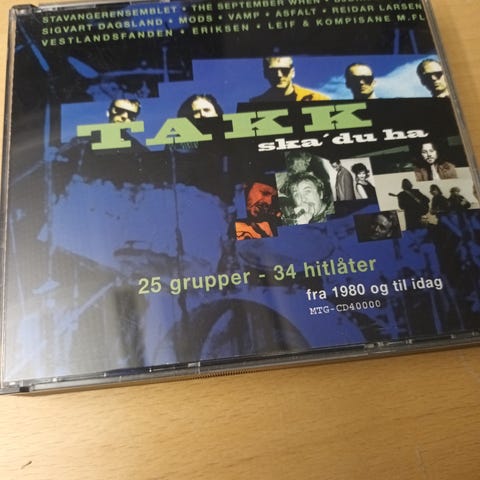 STAVANGERENSEMBLET • THE SEPTEMBER WHEN •
SIGVART DAGSLAND • MODS • VAMP • ASFALT • REIDAR LARSEN
VESTLANDSFANDEN • ERIKSEN • LEIF & KOMPISANE M.FL
TAKK
ska'du ha
25 grupper - 34 hitlåter
fra 1980 og til idag
MTG-CD40000